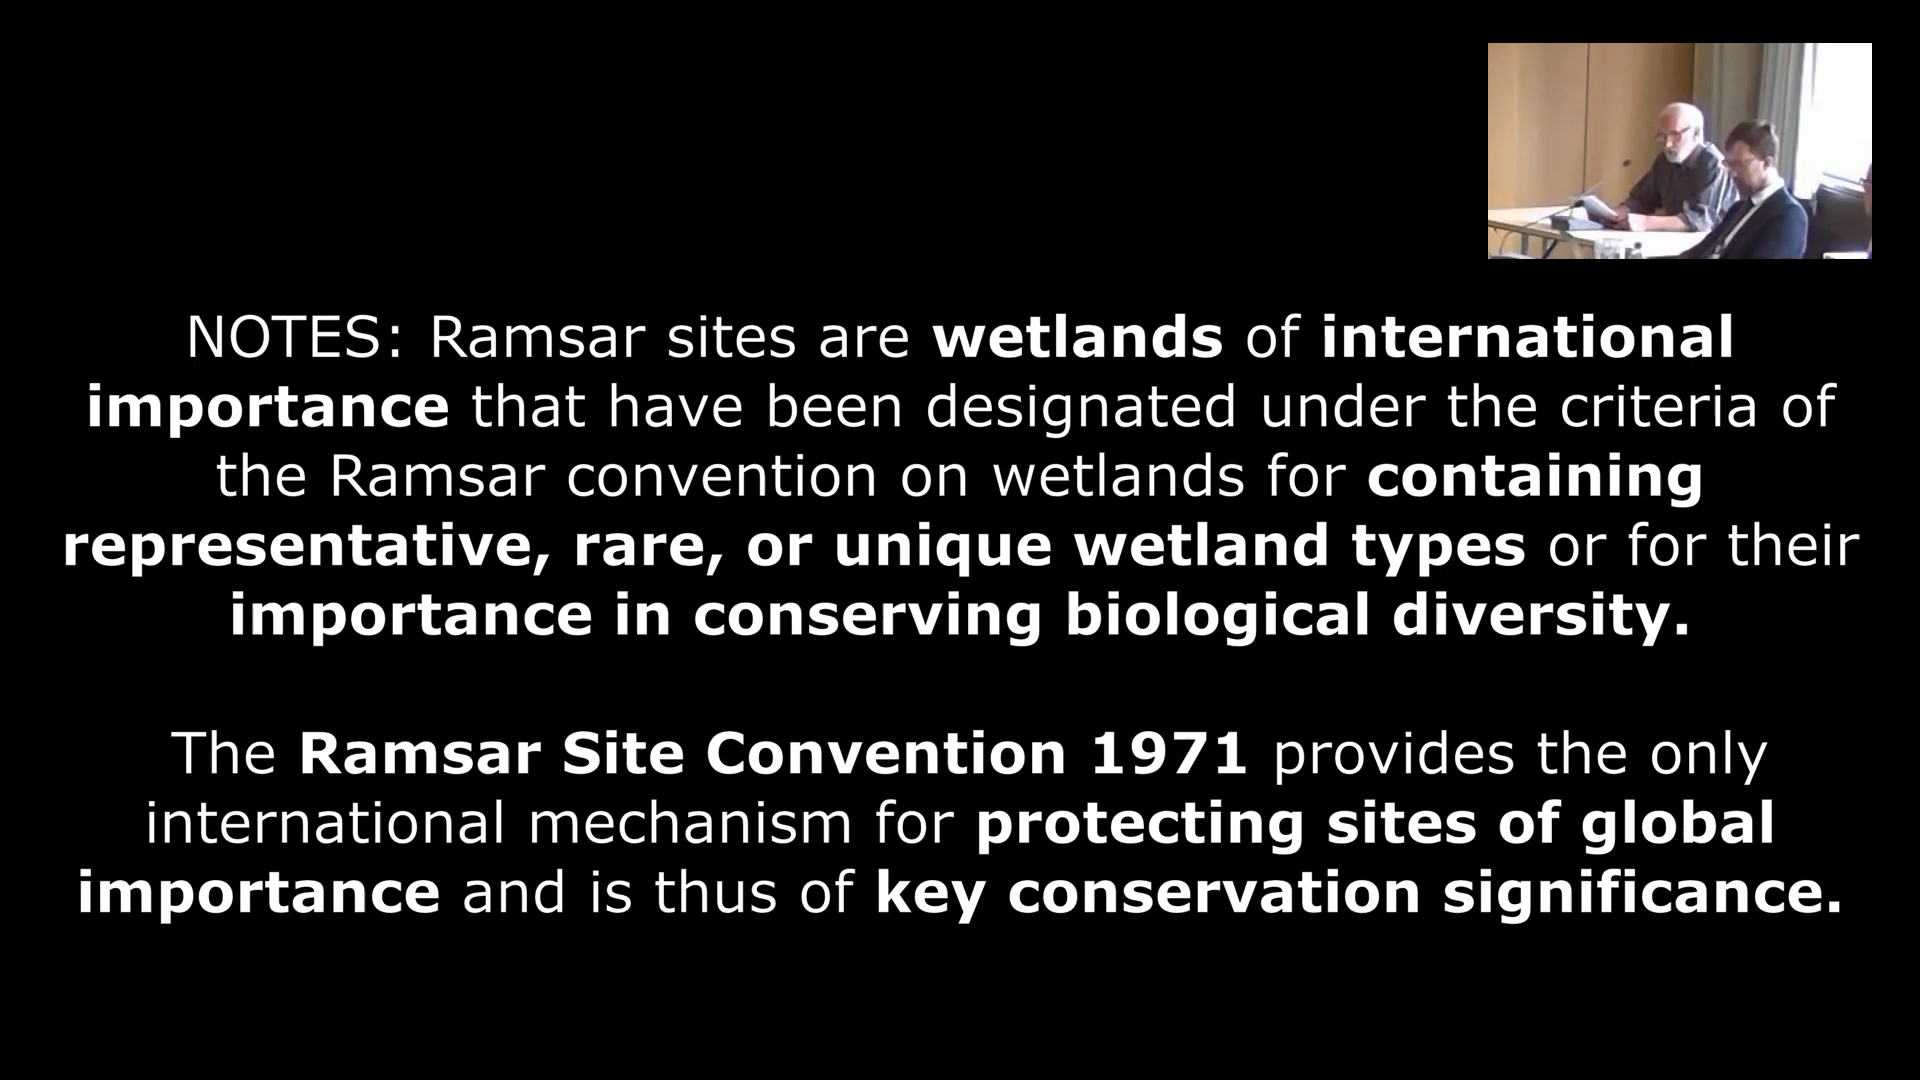 NOTES: Ramsar sites are wetlands of international
importance that have been designated under the criteria of
the Ramsar convention on wetlands for containing
representative, rare, or unique wetland types or for their
importance in conserving biological diversity.
The Ramsar Site Convention 1971 provides the only
international mechanism for protecting sites of global
importance and is thus of key conservation significance.